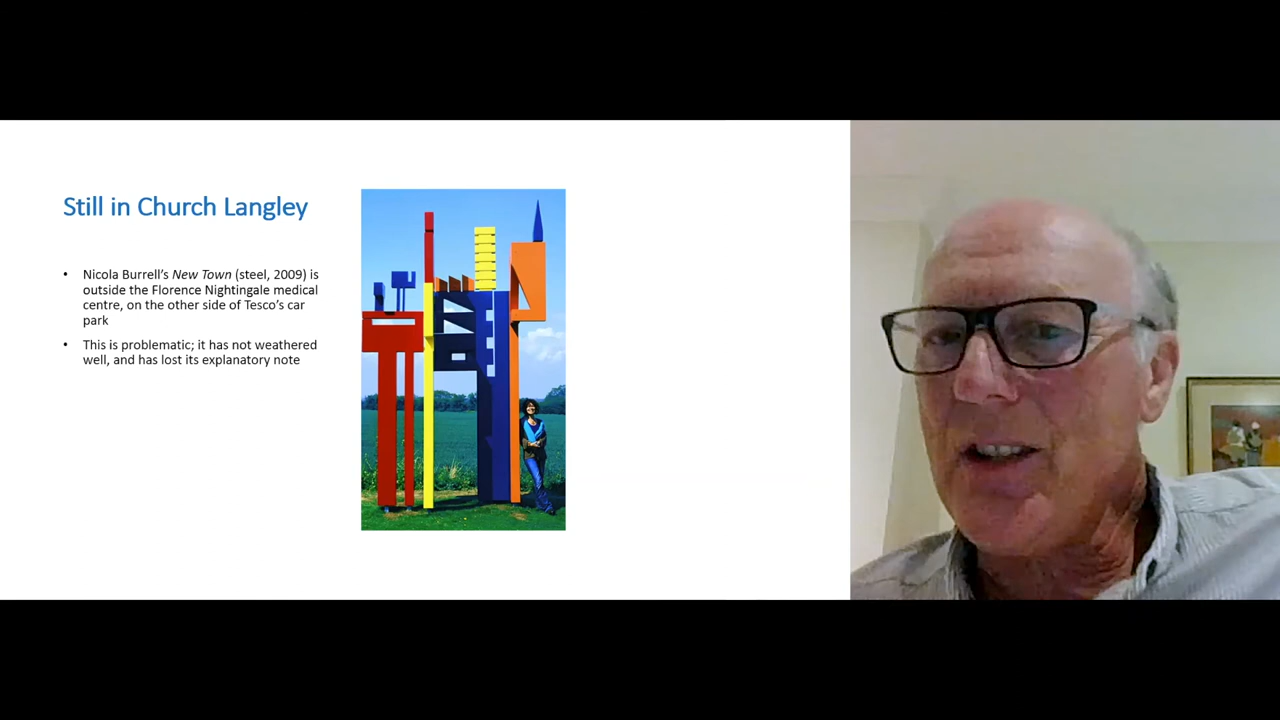 Still in Church Langley
• Nicola Burrell's New Town (steel, 2009) is
outside the Florence Nightingale medical
centre, on the other side of Tesco's car
park
• This is problematic; it has not weathered
well, and has lost its explanatory note